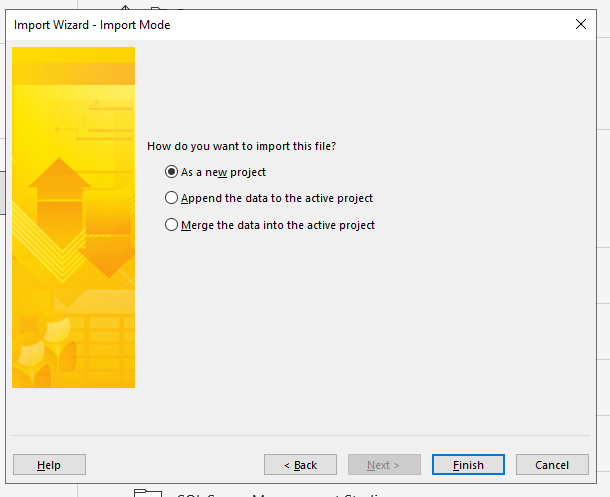 Import Wizard - Import Mode
How do you want to import this file?
As a new project
Append the data to the active project
Merge the data into the active project
Help
< Back
Next >
Finish
Cancel